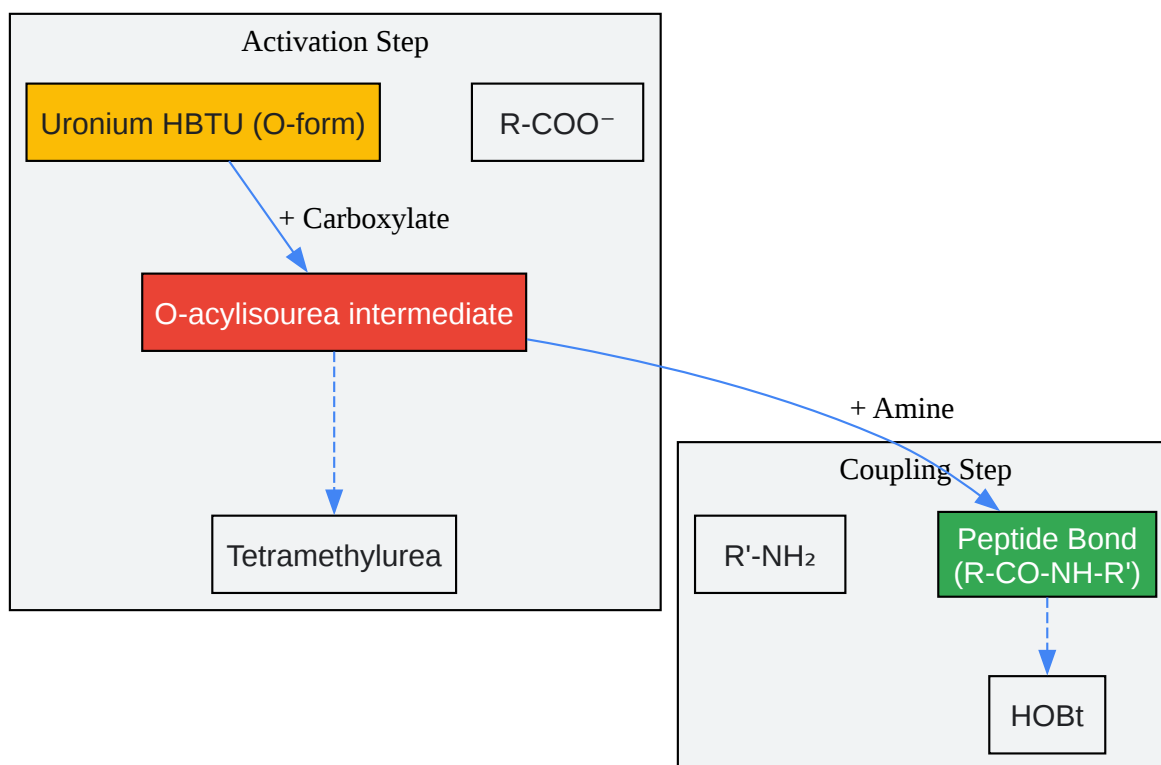 Activation Step
Uronium HBTU (O-form)
R-COO⁻
+ Carboxylate
O-acylisourea intermediate
+ Amine
Coupling Step
Tetramethylurea
R'-NH₂
Peptide Bond
(R-CO-NH-R')
HOBt